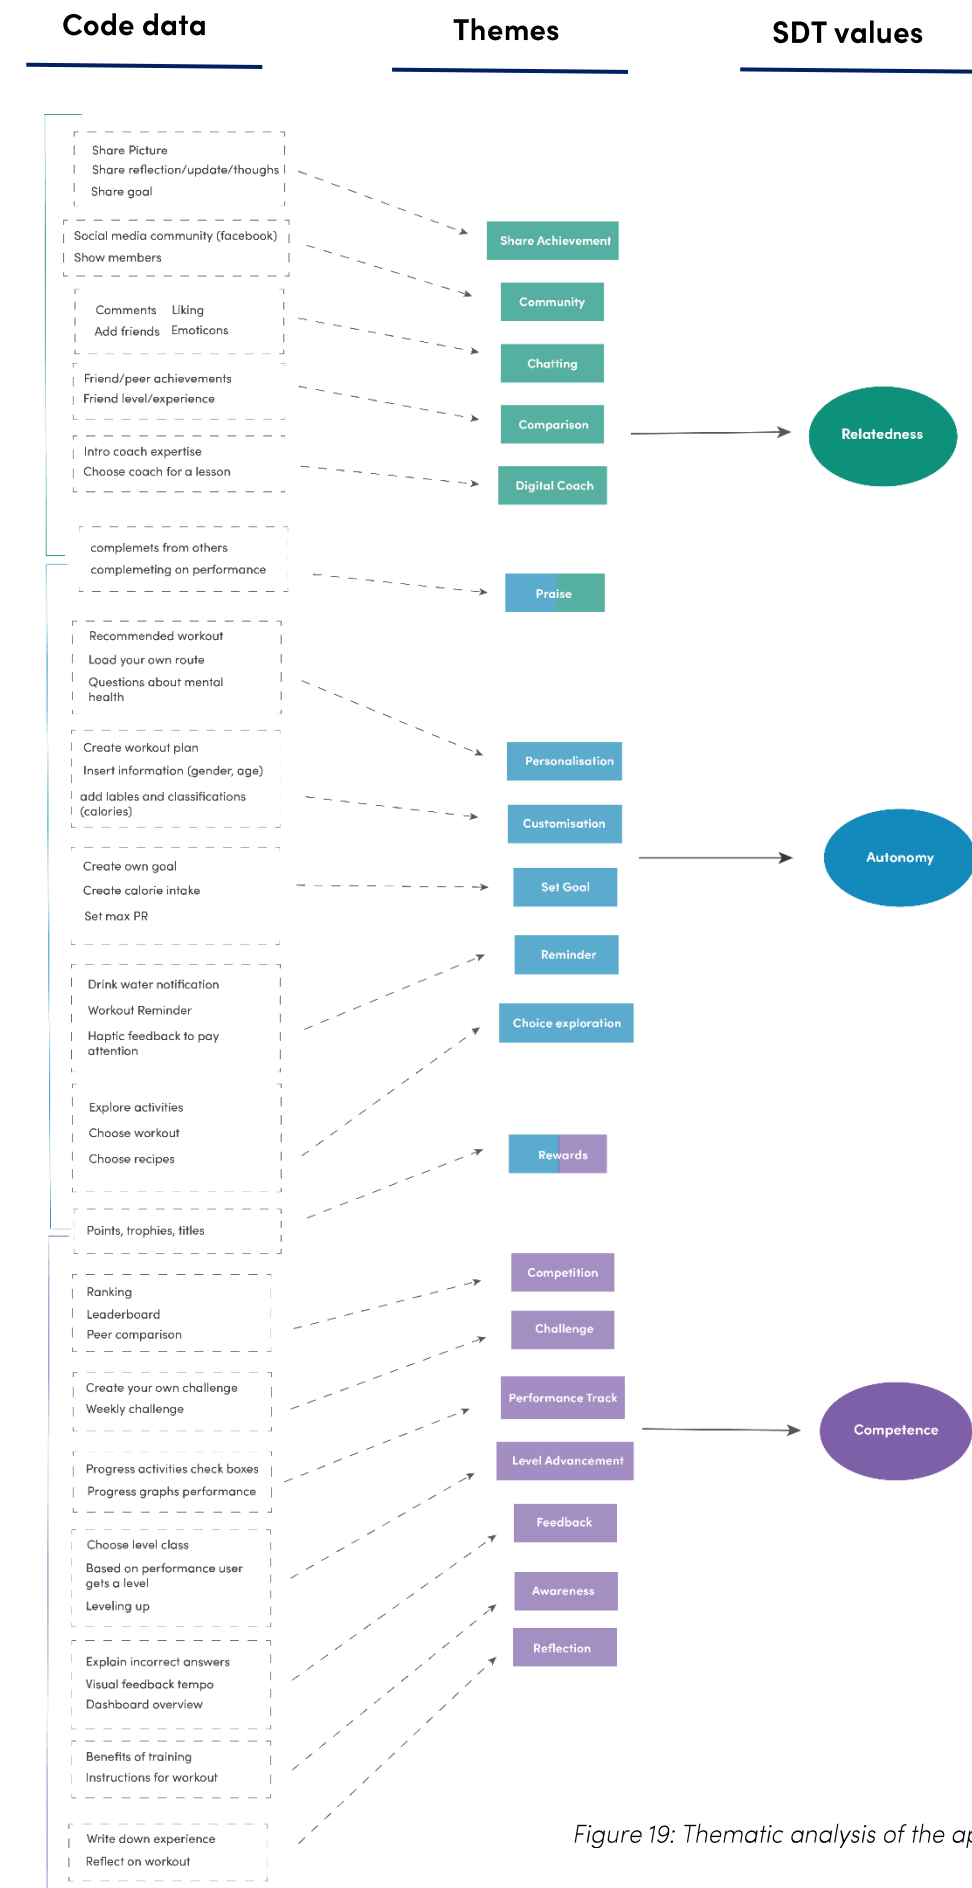 Code data
Themes
SDT values
Share Picture
Share reflection/update/thoughs
Share goal
Share Achievement
Social media community (facebook)
Show members
Community
Comments Liking
Add friends Emoticons
Chatting
Friend/peer achievements
Friend level/experience
Comparison
Relatedness
Intro coach expertise
Choose coach for a lesson
Digital Coach
complemets from others
complemeting on performance
Praise
Recommended workout
Load your own route
Questions about mental
health
Personalisation
Create workout plan
Insert information (gender, age)
add lables and classifications
(calories)
Customisation
Autonomy
Create own goal
Create calorie intake
Set max PR
Set Goal
Drink water notification
Workout Reminder
Haptic feedback to pay
attention
Reminder
Choice exploration
Explore activities
Choose workout
Choose recipes
Rewards
Points, trophies, titles
Ranking
Leaderboard
Peer comparison
Competition
Challenge
Create your own challenge
Weekly challenge
Performance Track
Competence
Progress activities check boxes
Progress graphs performance
Level Advancement
Choose level class
Based on performance user
gets a level
Leveling up
Feedback
Explain incorrect answers
Visual feedback tempo
Dashboard overview
Awareness
Reflection
Benefits of training
Instructions for workout
Write down experience
Reflect on workout
Figure 19: Thematic analysis of the